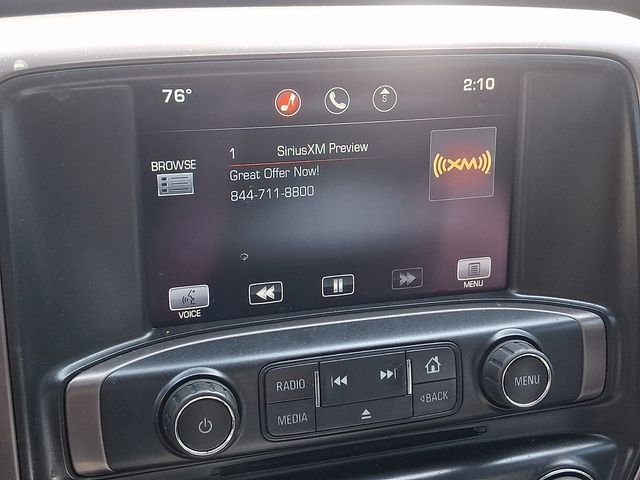 76° S 2:10
1 SiriusXM Preview
BROWSE
Great Offer Now!
844-711-8800
((XM))
VOICE
MENU
RADIO
MEDIA
BACK
MENU